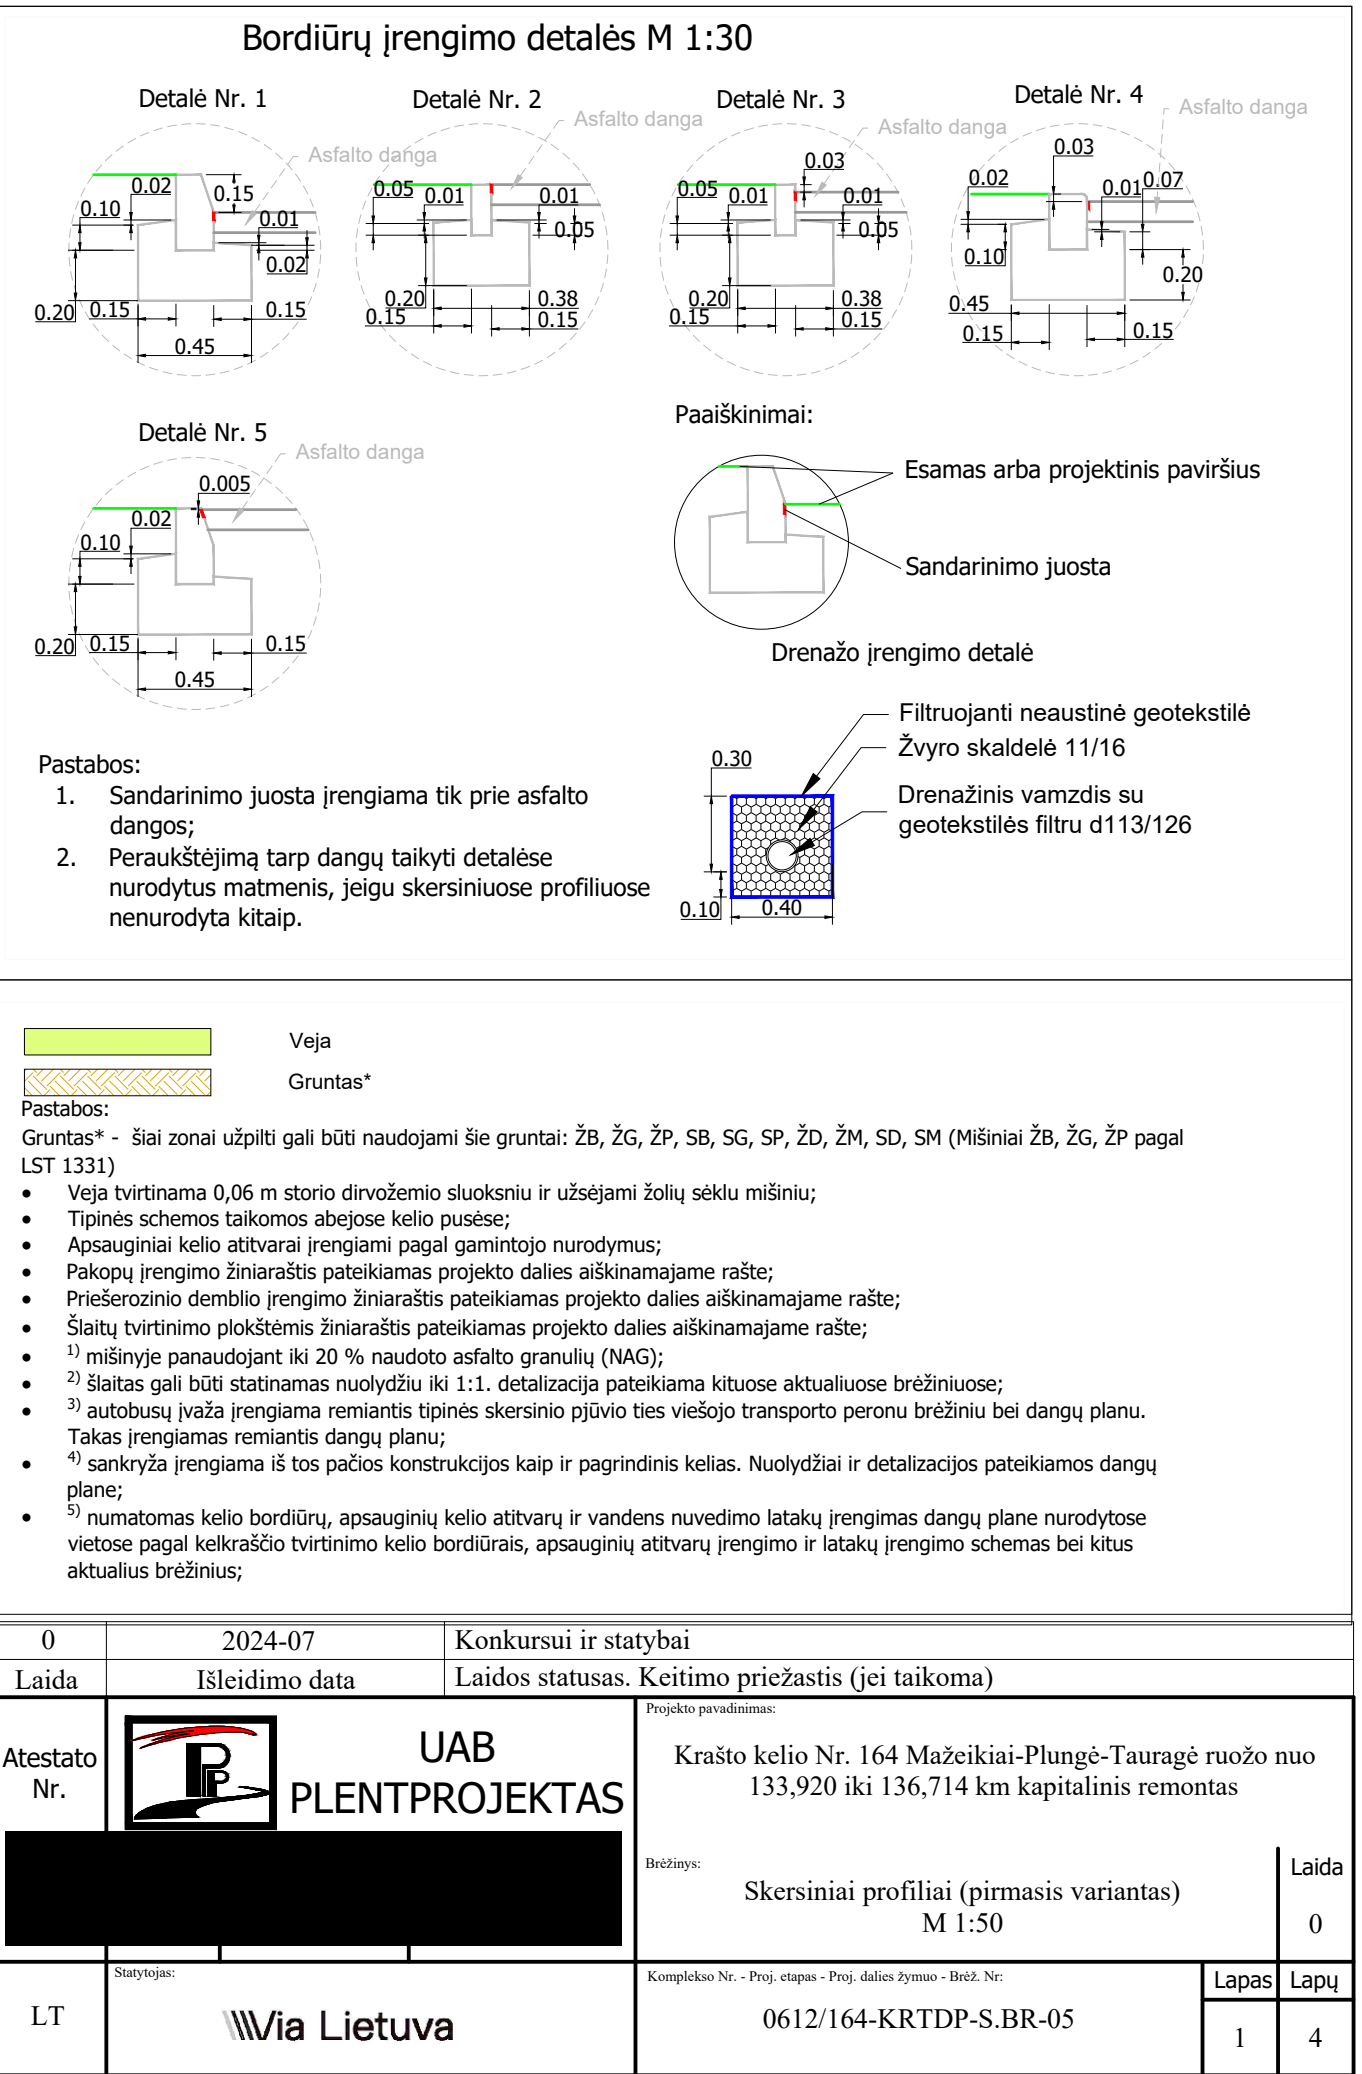 Bordiūrų įrengimo detalės M 1:30
Detalė Nr. 1
Asfalto danga
0.02
0.15
0.10
0.01
0.02
0.20
0.15
0.15
0.45
Detalė Nr. 2
Asfalto danga
0.05
0.01
0.01
0.05
0.20
0.38
0.15
0.15
Detalė Nr. 3
Asfalto danga
0.03
0.05
0.01
0.01
0.05
0.20
0.38
0.15
0.15
Detalė Nr. 4
Asfalto danga
0.03
0.02
0.01
0.07
0.10
0.20
0.45
0.15
0.15
Detalė Nr. 5
Asfalto danga
0.005
0.02
0.10
0.20
0.15
0.15
0.45
Paaiškinimai:
Esamas arba projektinis paviršius
Sandarinimo juosta
Drenažo įrengimo detalė
Filtruojanti neaustinė geotekstilė
Žvyro skaldelė 11/16
Drenažinis vamzdis su
geotekstilės filtru d113/126
0.30
0.10
0.40
Pastabos:
1. Sandarinimo juosta įrengiama tik prie asfalto
dangos;
2. Peraukštėjimą tarp dangų taikyti detalėse
nurodytus matmenis, jeigu skersiniuose profiliuose
nenurodyta kitaip.
Veja
Gruntas*
Pastabos:
Gruntas* - šiai zonai užpilti gali būti naudojami šie gruntai: ŽB, ŽG, ŽP, SB, SG, SP, ŽD, ŽM, SD, SM (Mišiniai ŽB, ŽG, ŽP pagal
LST 1331)
• Veja tvirtinama 0,06 m storio dirvožemio sluoksniu ir užsėjami žolių sėklu mišiniu;
• Tipinės schemos taikomos abejose kelio pusėse;
• Apsauginiai kelio atitvarai įrengiami pagal gamintojo nurodymus;
• Pakopų įrengimo žiniaraštis pateikiamas projekto dalies aiškinamajame rašte;
• Priešerozinio demblio įrengimo žiniaraštis pateikiamas projekto dalies aiškinamajame rašte;
• Šlaitų tvirtinimo plokštėmis žiniaraštis pateikiamas projekto dalies aiškinamajame rašte;
• 1) mišinyje panaudojant iki 20 % naudoto asfalto granulių (NAG);
• 2) šlaitas gali būti statinamas nuolydžiu iki 1:1. detalizacija pateikiama kituose aktualiuose brėžiniuose;
• 3) autobusų įvaža įrengiama remiantis tipinės skersinio pjūvio ties viešojo transporto peronu brėžiniu bei dangų planu.
Takas įrengiamas remiantis dangų planu;
• 4) sankryža įrengiama iš tos pačios konstrukcijos kaip ir pagrindinis kelias. Nuolydžiai ir detalizacijos pateikiamos dangų
plane;
• 5) numatomas kelio bordiūrų, apsauginių kelio atitvarų ir vandens nuvedimo latakų įrengimas dangų plane nurodytose
vietose pagal kelkraščio tvirtinimo kelio bordiūrais, apsauginių atitvarų įrengimo ir latakų įrengimo schemas bei kitus
aktualius brėžinius;
0 2024-07 Konkursui ir statybai
Laida Išleidimo data Laidos statusas. Keitimo priežastis (jei taikoma)
Atestato
Nr.
PPP
UAB
PLENTPROJEKTAS
Projekto pavadinimas:
Krašto kelio Nr. 164 Mažeikiai-Plungė-Tauragė ruožo nuo
133,920 iki 136,714 km kapitalinis remontas
Brėžinys:
Skersiniai profiliai (pirmasis variantas)
M 1:50
Laida
0
LT
Statytojas:
Via Lietuva
Komplekso Nr. - Proj. etapas - Proj. dalies žymuo - Brėž. Nr:
0612/164-KRTDP-S.BR-05
Lapas Lapų
1 4